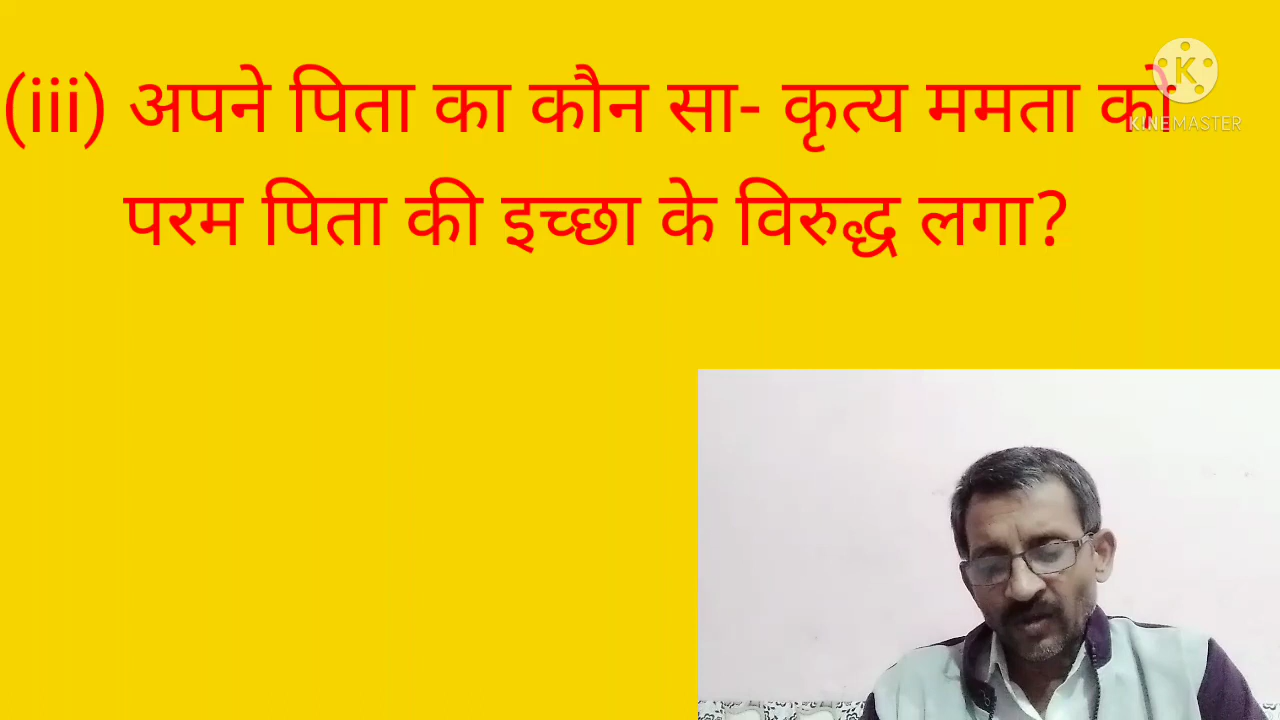 (iii) अपने पिता का कौन सा- कृत्य ममता को
परम पिता की इच्छा के विरुद्ध लगा?
K
KINEMASTER